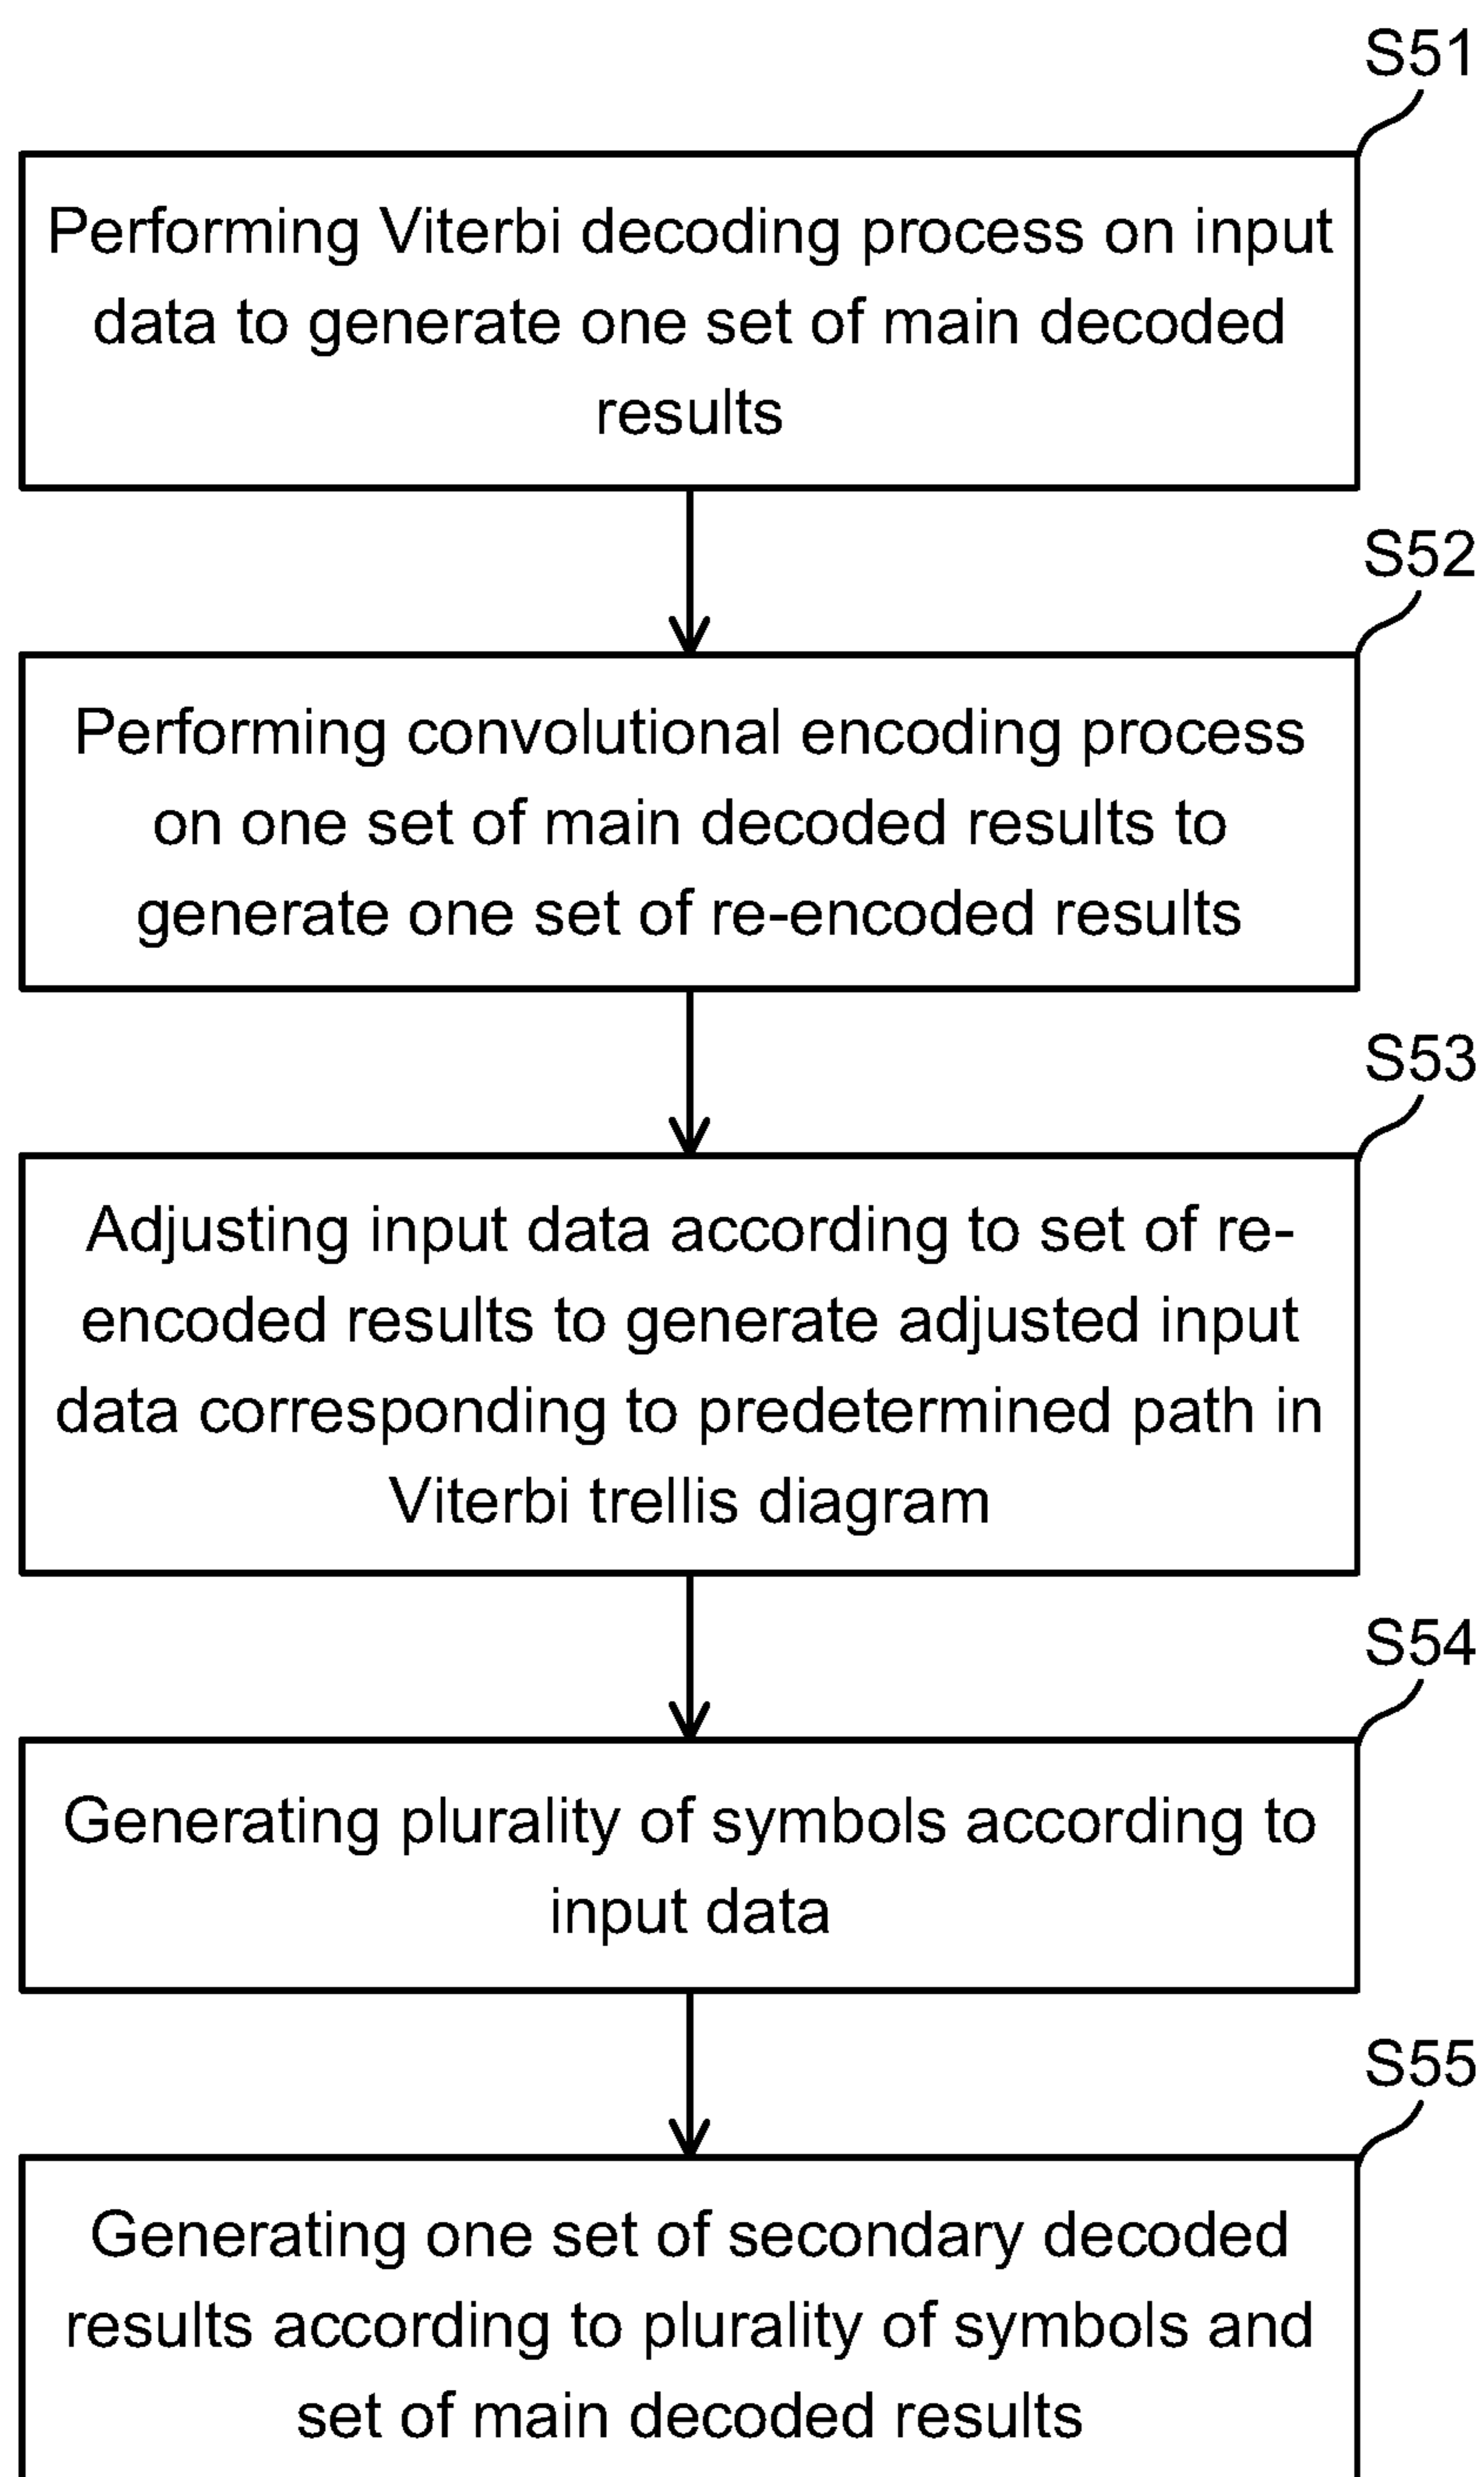 S51
Performing Viterbi decoding process on input
data to generate one set of main decoded
results
S52
Performing convolutional encoding process
on one set of main decoded results to
generate one set of re-encoded results
S53
Adjusting input data according to set of re-
encoded results to generate adjusted input
data corresponding to predetermined path in
Viterbi trellis diagram
S54
Generating plurality of symbols according to
input data
S55
Generating one set of secondary decoded
results according to plurality of symbols and
set of main decoded results